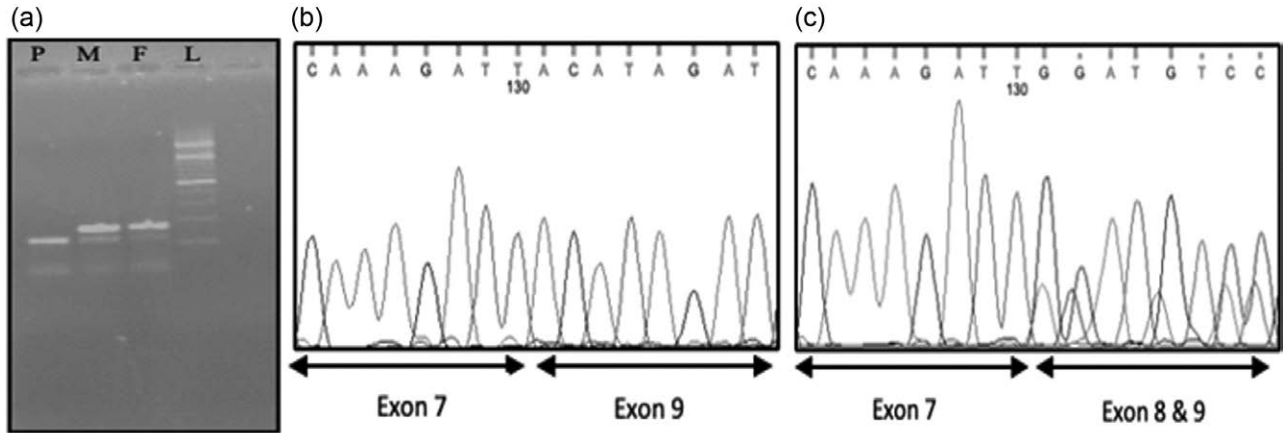 (a)
(b)
(c)
P M F L
C A A A G A T T A C A T A G A T
130
C A A A G A T T G G A T G T C C
130
Exon 7
Exon 9
Exon 7
Exon 8 & 9